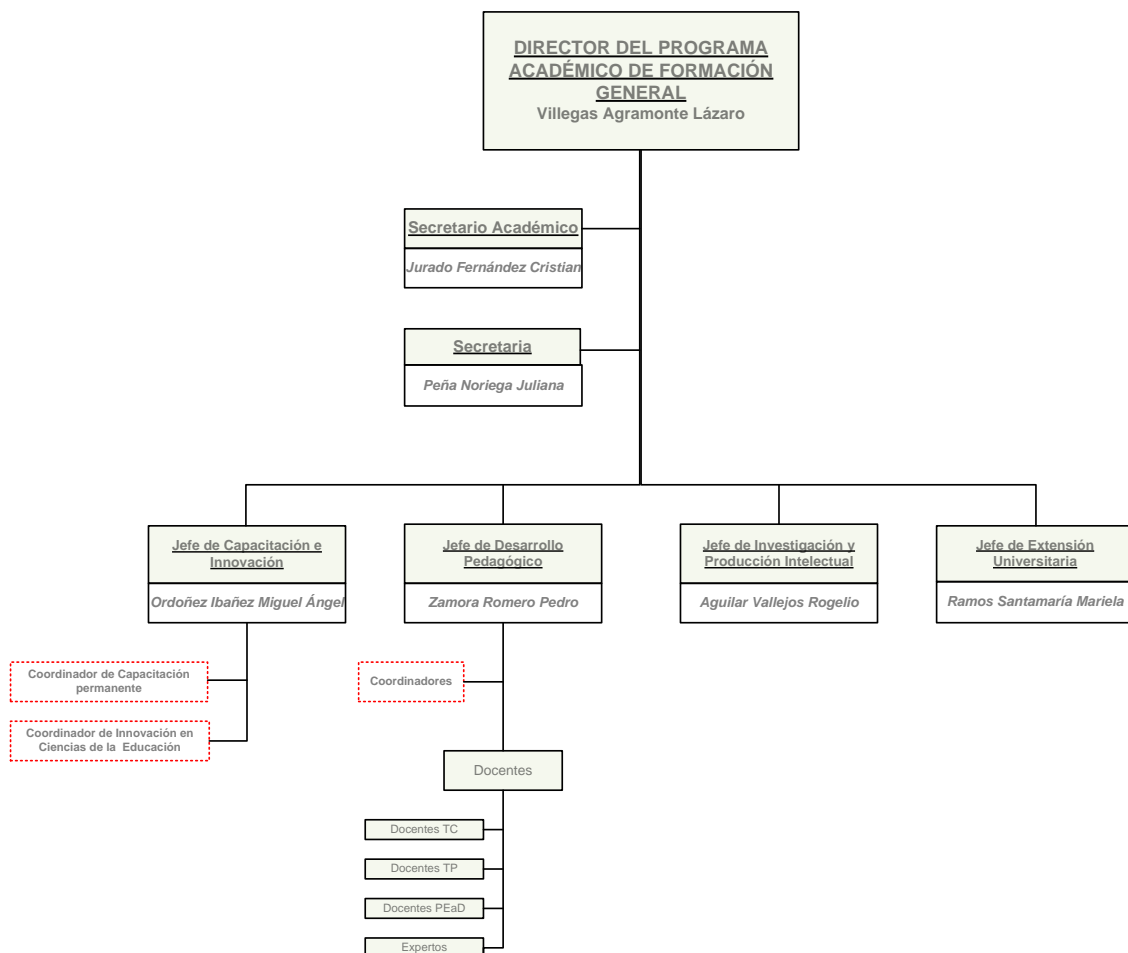 DIRECTOR DEL PROGRAMA
ACADÉMICO DE FORMACIÓN
GENERAL
Villegas Agramonte Lázaro
Secretario Académico
Jurado Fernández Cristian
Secretaria
Peña Noriega Juliana
Jefe de Capacitación e
Innovación
Ordoñez Ibañez Miguel Ángel
Jefe de Desarrollo
Pedagógico
Zamora Romero Pedro
Jefe de Investigación y
Producción Intelectual
Aguilar Vallejos Rogelio
Jefe de Extensión
Universitaria
Ramos Santamaría Mariela
Coordinador de Capacitación
permanente
Coordinador de Innovación en
Ciencias de la Educación
Coordinadores
Docentes
Docentes TC
Docentes TP
Docentes PEaD
Expertos